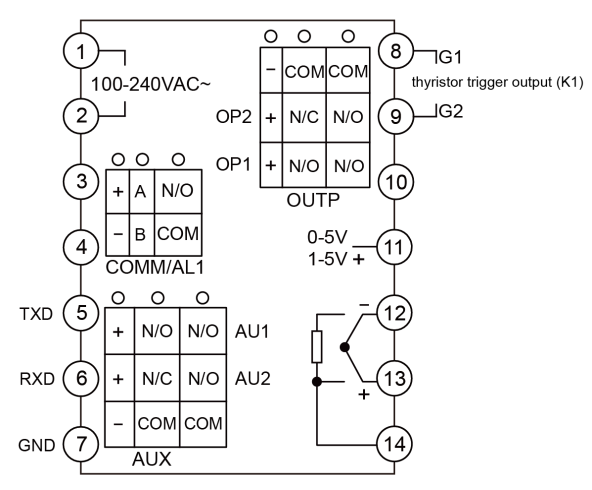 1
100-240VAC~
2
3
+ A N/O
4
− B COM
COMM/AL1
TXD 5
+ N/O N/O AU1
RXD 6
+ N/C N/O AU2
GND 7
− COM COM
AUX
− COM COM
OP2 + N/C N/O
OP1 + N/O N/O
OUTP
8 G1
thyristor trigger output (K1)
9 G2
10
0-5V
1-5V + 11
− 12
+ 13
14